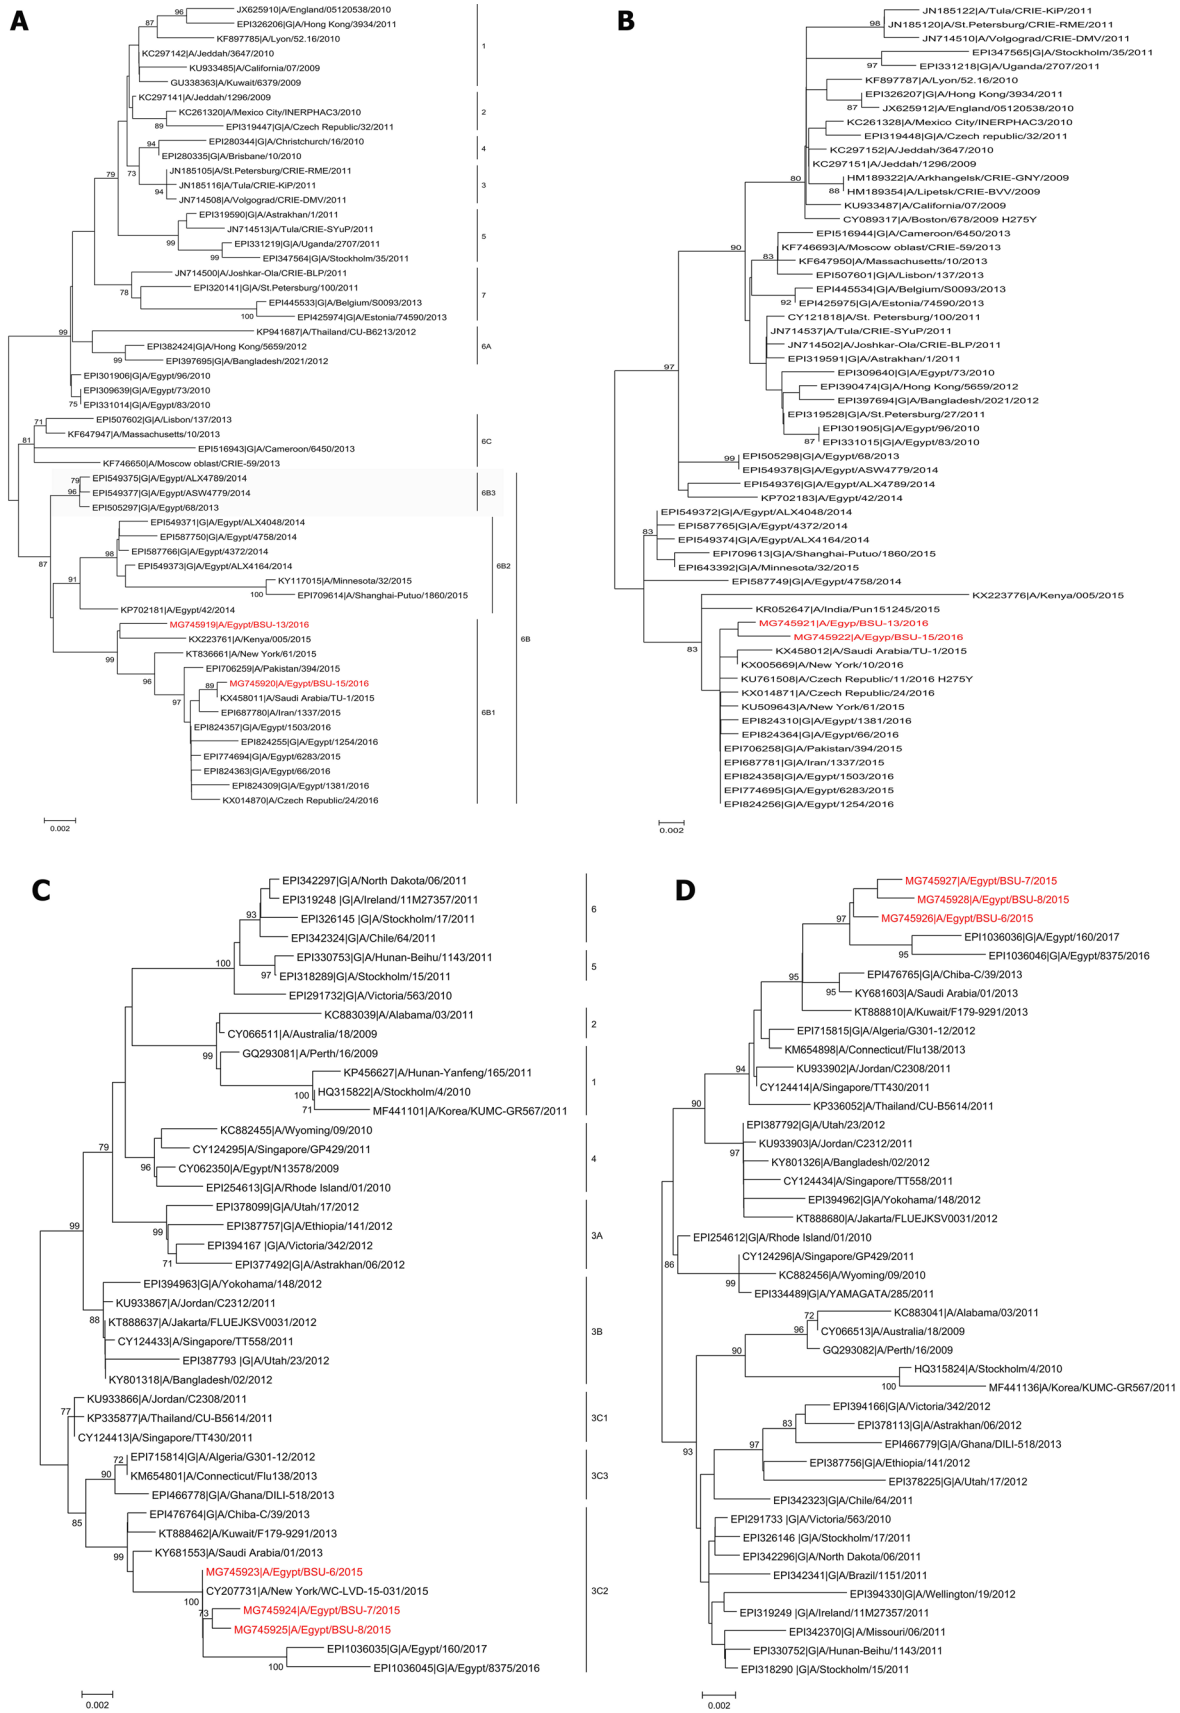 A
JX625910|A/England/05120538/2010
96
EPI326206|G|A/Hong Kong/3934/2011
87
KF897785|A/Lyon/52.16/2010
1
KC297142|A/Jeddah/3647/2010
KU933485|A/California/07/2009
GU338363|A/Kuwait/6379/2009
KC297141|A/Jeddah/1296/2009
KC261320|A/Mexico City/INERPHAC3/2010
2
89
EPI319447|G|A/Czech Republic/32/2011
EPI280344|G|A/Christchurch/16/2010
94
4
EPI280335|G|A/Brisbane/10/2010
79
73
JN185105|A/St.Petersburg/CRIE-RME/2011
JN185116|A/Tula/CRIE-KiP/2011
3
94
JN714508|A/Volgograd/CRIE-DMV/2011
EPI319590|G|A/Astrakhan/1/2011
JN714513|A/Tula/CRIE-SYuP/2011
5
99
EPI331219|G|A/Uganda/2707/2011
99
EPI347564|G|A/Stockholm/35/2011
JN714500|A/Joshkar-Ola/CRIE-BLP/2011
78
EPI320141|G|A/St.Petersburg/100/2011
7
EPI445533|G|A/Belgium/S0093/2013
100
EPI425974|G|A/Estonia/74590/2013
99
KP941687|A/Thailand/CU-B6213/2012
EPI382424|G|A/Hong Kong/5659/2012
6A
99
EPI397695|G|A/Bangladesh/2021/2012
EPI301906|G|A/Egypt/96/2010
EPI309639|G|A/Egypt/73/2010
75
EPI331014|G|A/Egypt/83/2010
71
EPI507602|G|A/Lisbon/137/2013
KF647947|A/Massachusetts/10/2013
81
6C
EPI516943|G|A/Cameroon/6450/2013
KF746650|A/Moscow oblast/CRIE-59/2013
79
EPI549375|G|A/Egypt/ALX4789/2014
96
EPI549377|G|A/Egypt/ASW4779/2014
6B3
EPI505297|G|A/Egypt/68/2013
EPI549371|G|A/Egypt/ALX4048/2014
EPI587750|G|A/Egypt/4758/2014
98
EPI587766|G|A/Egypt/4372/2014
87
EPI549373|G|A/Egypt/ALX4164/2014
6B2
91
KY117015|A/Minnesota/32/2015
100
EPI709614|A/Shanghai-Putuo/1860/2015
KP702181|A/Egypt/42/2014
MG745919|A/Egypt/BSU-13/2016
KX223761|A/Kenya/005/2015
6B
99
KT836661|A/New York/61/2015
96
EPI706259|A/Pakistan/394/2015
89
MG745920|A/Egypt/BSU-15/2016
97
KX458011|A/Saudi Arabia/TU-1/2015
EPI687780|A/Iran/1337/2015
6B1
EPI824357|G|A/Egypt/1503/2016
EPI824255|G|A/Egypt/1254/2016
EPI774694|G|A/Egypt/6283/2015
EPI824363|G|A/Egypt/66/2016
EPI824309|G|A/Egypt/1381/2016
KX014870|A/Czech Republic/24/2016
0.002
B
JN185122|A/Tula/CRIE-KiP/2011
98
JN185120|A/St.Petersburg/CRIE-RME/2011
JN714510|A/Volgograd/CRIE-DMV/2011
EPI347565|G|A/Stockholm/35/2011
97
EPI331218|G|A/Uganda/2707/2011
KF897787|A/Lyon/52.16/2010
EPI326207|G|A/Hong Kong/3934/2011
87
JX625912|A/England/05120538/2010
KC261328|A/Mexico City/INERPHAC3/2010
EPI319448|G|A/Czech republic/32/2011
KC297152|A/Jeddah/3647/2010
KC297151|A/Jeddah/1296/2009
80
HM189322|A/Arkhangelsk/CRIE-GNY/2009
88
HM189354|A/Lipetsk/CRIE-BVV/2009
KU933487|A/California/07/2009
CY089317|A/Boston/678/2009 H275Y
EPI516944|G|A/Cameroon/6450/2013
90
KF746693|A/Moscow oblast/CRIE-59/2013
83
KF647950|A/Massachusetts/10/2013
EPI507601|G|A/Lisbon/137/2013
EPI445534|G|A/Belgium/S0093/2013
92
EPI425975|G|A/Estonia/74590/2013
CY121818|A/St. Petersburg/100/2011
JN714537|A/Tula/CRIE-SYuP/2011
JN714502|A/Joshkar-Ola/CRIE-BLP/2011
EPI319591|G|A/Astrakhan/1/2011
97
EPI309640|G|A/Egypt/73/2010
EPI390474|G|A/Hong Kong/5659/2012
EPI397694|G|A/Bangladesh/2021/2012
EPI319528|G|A/St.Petersburg/27/2011
EPI301905|G|A/Egypt/96/2010
87
EPI331015|G|A/Egypt/83/2010
EPI505298|G|A/Egypt/68/2013
99
EPI549378|G|A/Egypt/ASW4779/2014
EPI549376|G|A/Egypt/ALX4789/2014
KP702183|A/Egypt/42/2014
EPI549372|G|A/Egypt/ALX4048/2014
EPI587765|G|A/Egypt/4372/2014
83
EPI549374|G|A/Egypt/ALX4164/2014
EPI709613|G|A/Shanghai-Putuo/1860/2015
EPI643392|G|A/Minnesota/32/2015
EPI587749|G|A/Egypt/4758/2014
KX223776|A/Kenya/005/2015
KR052647|A/India/Pun151245/2015
MG745921|A/Egyp/BSU-13/2016
MG745922|A/Egyp/BSU-15/2016
83
KX458012|A/Saudi Arabia/TU-1/2015
KX005669|A/New York/10/2016
KU761508|A/Czech Republic/11/2016 H275Y
KX014871|A/Czech Republic/24/2016
KU509643|A/New York/61/2015
EPI824310|G|A/Egypt/1381/2016
EPI824364|G|A/Egypt/66/2016
EPI706258|G|A/Pakistan/394/2015
EPI687781|G|A/Iran/1337/2015
EPI824358|G|A/Egypt/1503/2016
EPI774695|G|A/Egypt/6283/2015
EPI824256|G|A/Egypt/1254/2016
0.002
C
EPI342297|G|A/North Dakota/06/2011
EPI319248 |G|A/Ireland/11M27357/2011
6
93
EPI326145 |G|A/Stockholm/17/2011
EPI342324|G|A/Chile/64/2011
EPI330753|G|A/Hunan-Beihu/1143/2011
100
5
97
EPI318289|G|A/Stockholm/15/2011
EPI291732|G|A/Victoria/563/2010
KC883039|A/Alabama/03/2011
2
CY066511|A/Australia/18/2009
99
GQ293081|A/Perth/16/2009
KP456627|A/Hunan-Yanfeng/165/2011
1
100
HQ315822|A/Stockholm/4/2010
71
MF441101|A/Korea/KUMC-GR567/2011
KC882455|A/Wyoming/09/2010
79
CY124295|A/Singapore/GP429/2011
4
96
CY062350|A/Egypt/N13578/2009
EPI254613|G|A/Rhode Island/01/2010
EPI378099|G|A/Utah/17/2012
99
99
EPI387757|G|A/Ethiopia/141/2012
3A
EPI394167 |G|A/Victoria/342/2012
71
EPI377492|G|A/Astrakhan/06/2012
EPI394963|G|A/Yokohama/148/2012
KU933867|A/Jordan/C2312/2011
88
KT888637|A/Jakarta/FLUEJKSV0031/2012
3B
CY124433|A/Singapore/TT558/2011
EPI387793 |G|A/Utah/23/2012
KY801318|A/Bangladesh/02/2012
KU933866|A/Jordan/C2308/2011
77
KP335877|A/Thailand/CU-B5614/2011
3C1
CY124413|A/Singapore/TT430/2011
72
EPI715814|G|A/Algeria/G301-12/2012
90
KM654801|A/Connecticut/Flu138/2013
3C3
EPI466778|G|A/Ghana/DILI-518/2013
85
EPI476764|G|A/Chiba-C/39/2013
KT888462|A/Kuwait/F179-9291/2013
99
KY681553|A/Saudi Arabia/01/2013
MG745923|A/Egypt/BSU-6/2015
3C2
100
CY207731|A/New York/WC-LVD-15-031/2015
73
MG745924|A/Egypt/BSU-7/2015
MG745925|A/Egypt/BSU-8/2015
EPI1036035|G|A/Egypt/160/2017
100
EPI1036045|G|A/Egypt/8375/2016
0.002
D
MG745927|A/Egypt/BSU-7/2015
MG745928|A/Egypt/BSU-8/2015
97
MG745926|A/Egypt/BSU-6/2015
EPI1036036|G|A/Egypt/160/2017
95
EPI1036046|G|A/Egypt/8375/2016
95
EPI476765|G|A/Chiba-C/39/2013
95
KY681603|A/Saudi Arabia/01/2013
KT888810|A/Kuwait/F179-9291/2013
EPI715815|G|A/Algeria/G301-12/2012
KM654898|A/Connecticut/Flu138/2013
94
KU933902|A/Jordan/C2308/2011
CY124414|A/Singapore/TT430/2011
90
KP336052|A/Thailand/CU-B5614/2011
EPI387792|G|A/Utah/23/2012
KU933903|A/Jordan/C2312/2011
97
KY801326|A/Bangladesh/02/2012
CY124434|A/Singapore/TT558/2011
EPI394962|G|A/Yokohama/148/2012
KT888680|A/Jakarta/FLUEJKSV0031/2012
EPI254612|G|A/Rhode Island/01/2010
86
CY124296|A/Singapore/GP429/2011
KC882456|A/Wyoming/09/2010
99
EPI334489|G|A/YAMAGATA/285/2011
72
KC883041|A/Alabama/03/2011
96
CY066513|A/Australia/18/2009
90
GQ293082|A/Perth/16/2009
HQ315824|A/Stockholm/4/2010
100
MF441136|A/Korea/KUMC-GR567/2011
EPI394166|G|A/Victoria/342/2012
83
EPI378113|G|A/Astrakhan/06/2012
97
EPI466779|G|A/Ghana/DILI-518/2013
93
EPI387756|G|A/Ethiopia/141/2012
EPI378225|G|A/Utah/17/2012
EPI342323|G|A/Chile/64/2011
EPI291733 |G|A/Victoria/563/2010
EPI326146 |G|A/Stockholm/17/2011
EPI342296|G|A/North Dakota/06/2011
EPI342341|G|A/Brazil/1151/2011
EPI394330|G|A/Wellington/19/2012
EPI319249 |G|A/Ireland/11M27357/2011
EPI342370|G|A/Missouri/06/2011
EPI330752|G|A/Hunan-Beihu/1143/2011
EPI318290 |G|A/Stockholm/15/2011
0.002